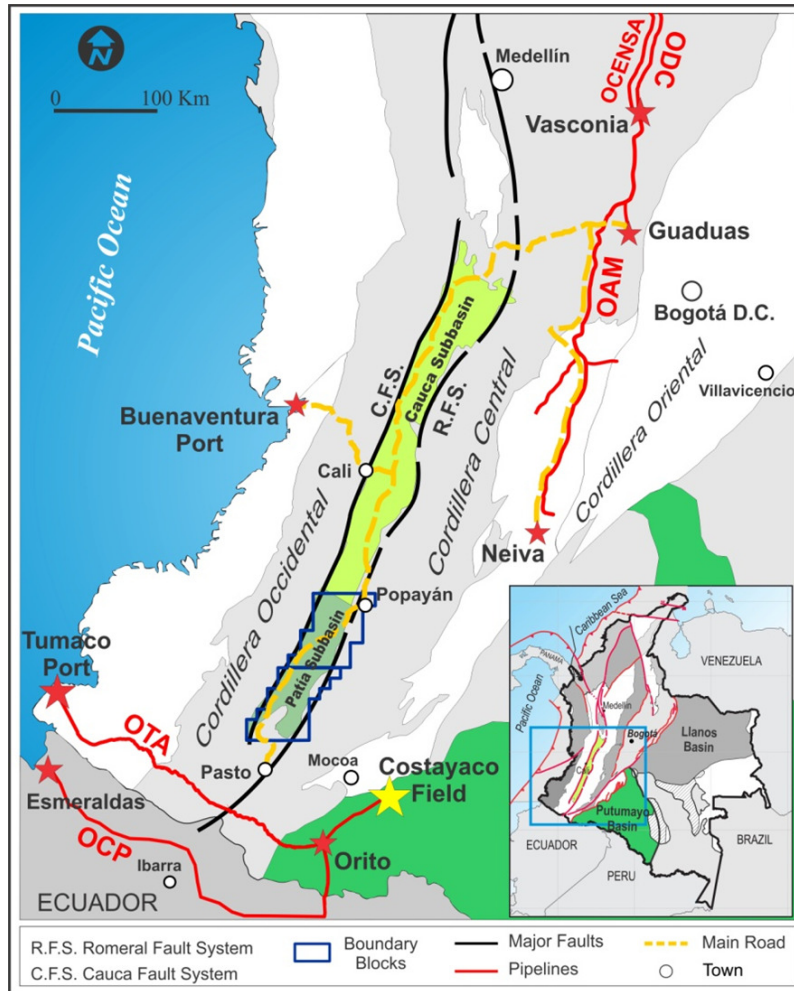 N
0 100 Km
Medellín
OCENSA
ODC
Vasconia
Pacific Ocean
Guaduas
OAM
Bogotá D.C.
Cauca Subbasin
C.F.S.
R.F.S.
Cordillera Central
Cordillera Oriental
Villavicencio
Buenaventura
Port
Cali
Neiva
Cordillera Occidental
Popayán
Patia Subbasin
Tumaco
Port
OTA
Pasto
Mocoa
Costayaco
Field
Esmeraldas
OCP
Ibarra
Orito
ECUADOR
Caribbean Sea
PANAMA
VENEZUELA
Pacific Ocean
Medellin
Bogotá
Llanos
Basin
Cali
Putumayo
Basin
ECUADOR
BRAZIL
PERU
R.F.S. Romeral Fault System
C.F.S. Cauca Fault System
Boundary
Blocks
Major Faults
Pipelines
Main Road
Town